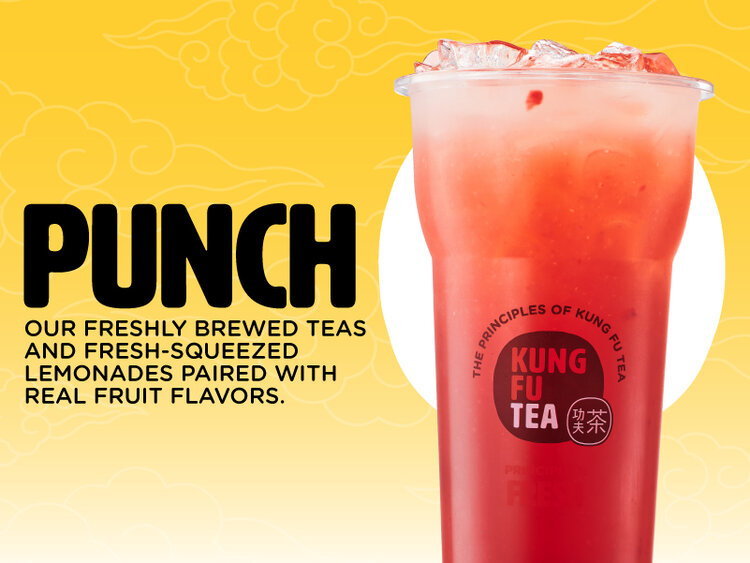 PUNCH
OUR FRESHLY BREWED TEAS
AND FRESH-SQUEEZED
LEMONADES PAIRED WITH
REAL FRUIT FLAVORS.
THE PRINCIPLES OF KUNG FU TEA
KUNG
FU
TEA
功夫茶
FRESH